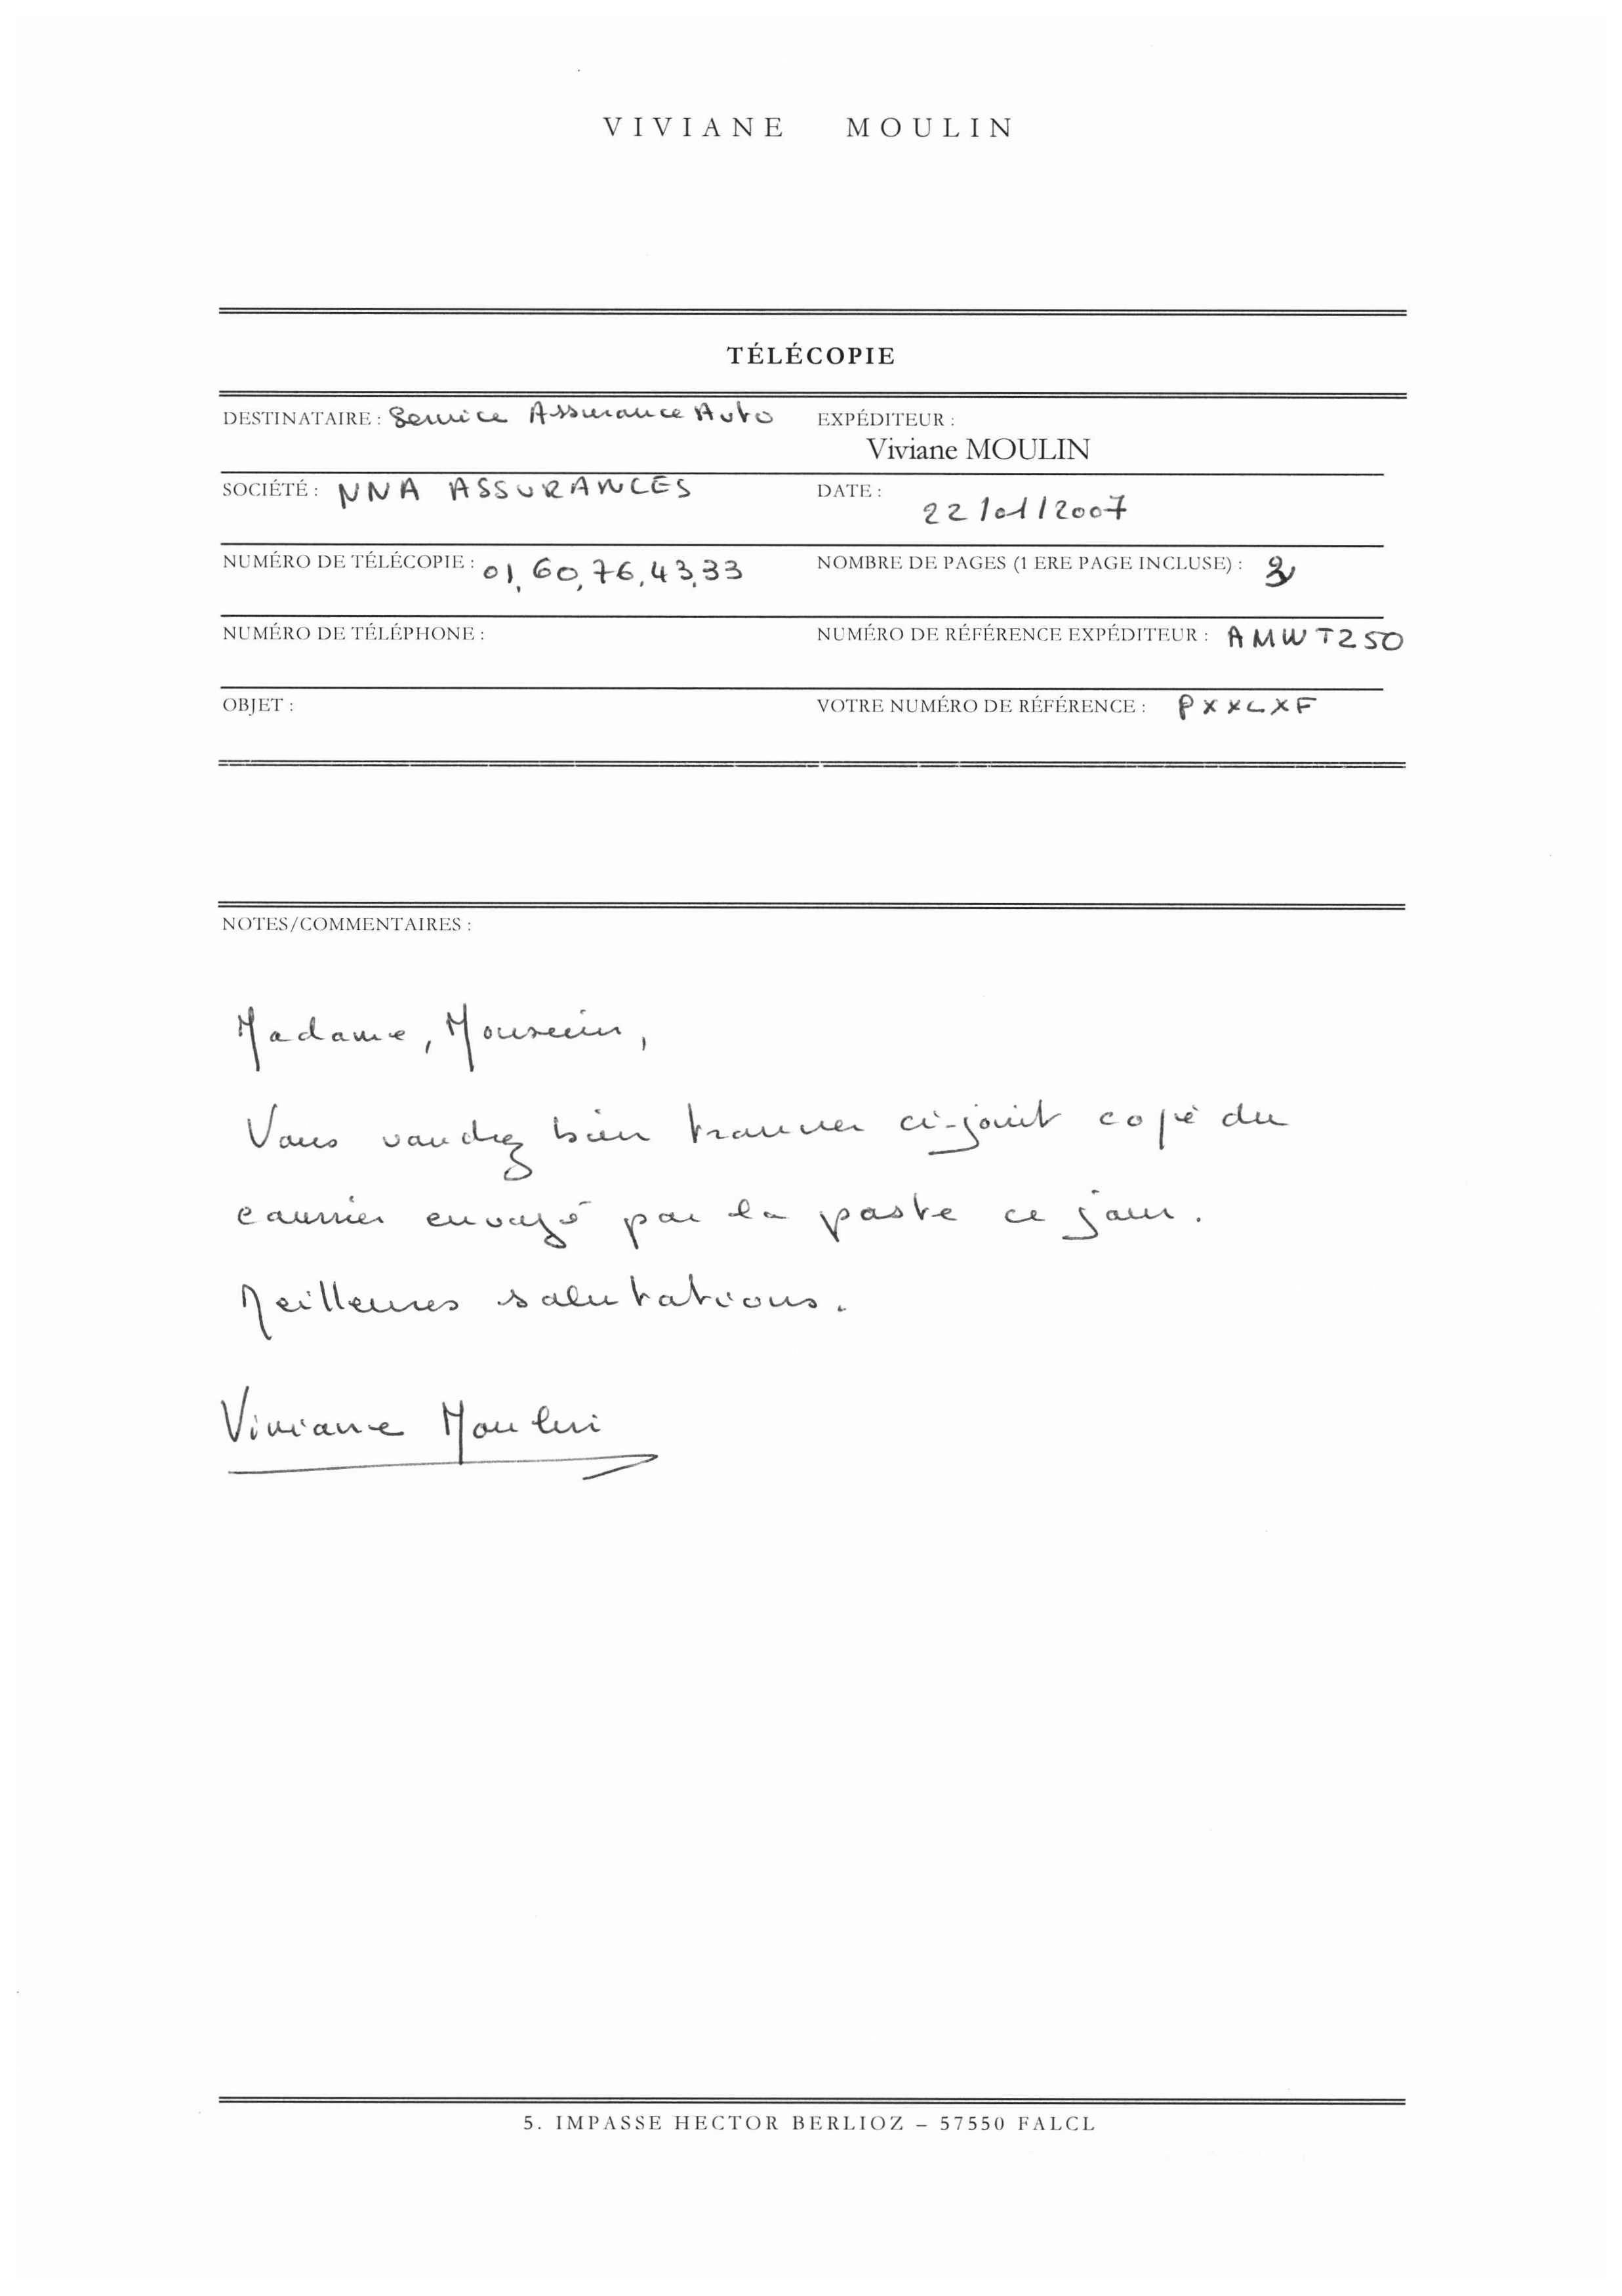 VIVIANE MOULIN
TÉLÉCOPIE
DESTINATAIRE : Service Assurance Auto EXPÉDITEUR :
Viviane MOULIN
SOCIÉTÉ : NNA ASSURANCES DATE :
22/01/2007
NUMÉRO DE TÉLÉCOPIE : 01.60.76.43.33 NOMBRE DE PAGES (1 ERE PAGE INCLUSE) :
NUMÉRO DE TÉLÉPHONE : NUMÉRO DE RÉFÉRENCE EXPÉDITEUR : AMWT250
OBJET : VOTRE NUMÉRO DE RÉFÉRENCE : PXXLXF
NOTES/COMMENTAIRES :
Madame, Monsieur,
Vous voudrez bien trouver ci-joint copie du
courrier envoyé par la poste ce jour.
Meilleures salutations.
Viviane Moulin
5. IMPASSE HECTOR BERLIOZ – 57550 FALCL